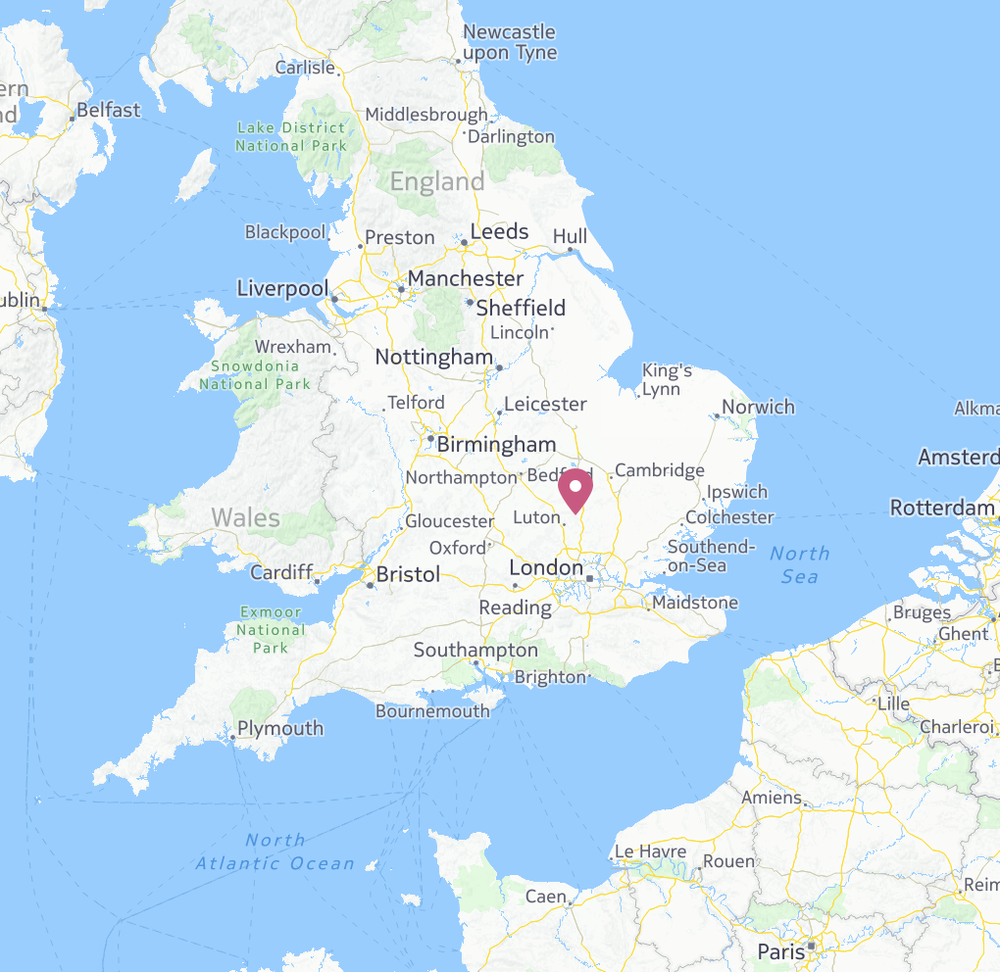 Newcastle
upon Tyne
Carlisle
ern
nd
Belfast
Middlesbrough
Lake District
National Park
Darlington
England
Blackpool
Preston
Leeds
Hull
Liverpool
Manchester
ublin
Sheffield
Lincoln
Wrexham
Nottingham
Snowdonia
National Park
King's
Lynn
Telford
Leicester
Norwich
Alkma
Birmingham
Amsterd
Northampton
Cambridge
Ipswich
Rotterdam
Wales
Gloucester
Luton
Colchester
Oxford
Southend-
on-Sea
North
Sea
Cardiff
Bristol
London
Reading
Maidstone
Exmoor
National
Park
Bruges
Ghent
Southampton
Brighton
Bournemouth
Lille
Plymouth
Charleroi
Amiens
North
Atlantic Ocean
Le Havre
Rouen
Reim
Caen
Paris